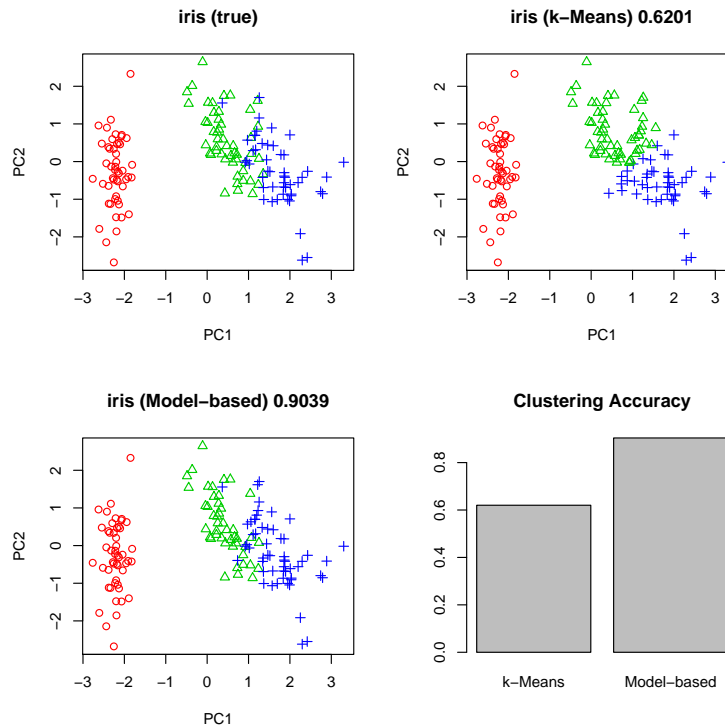 iris (true)
PC2
−2 −1 0 1 2
−3 −2 −1 0 1 2 3
PC1
iris (k−Means) 0.6201
PC2
−2 −1 0 1 2
−3 −2 −1 0 1 2 3
PC1
iris (Model−based) 0.9039
PC2
−2 −1 0 1 2
−3 −2 −1 0 1 2 3
PC1
Clustering Accuracy
0.0 0.2 0.4 0.6 0.8
k−Means Model−based